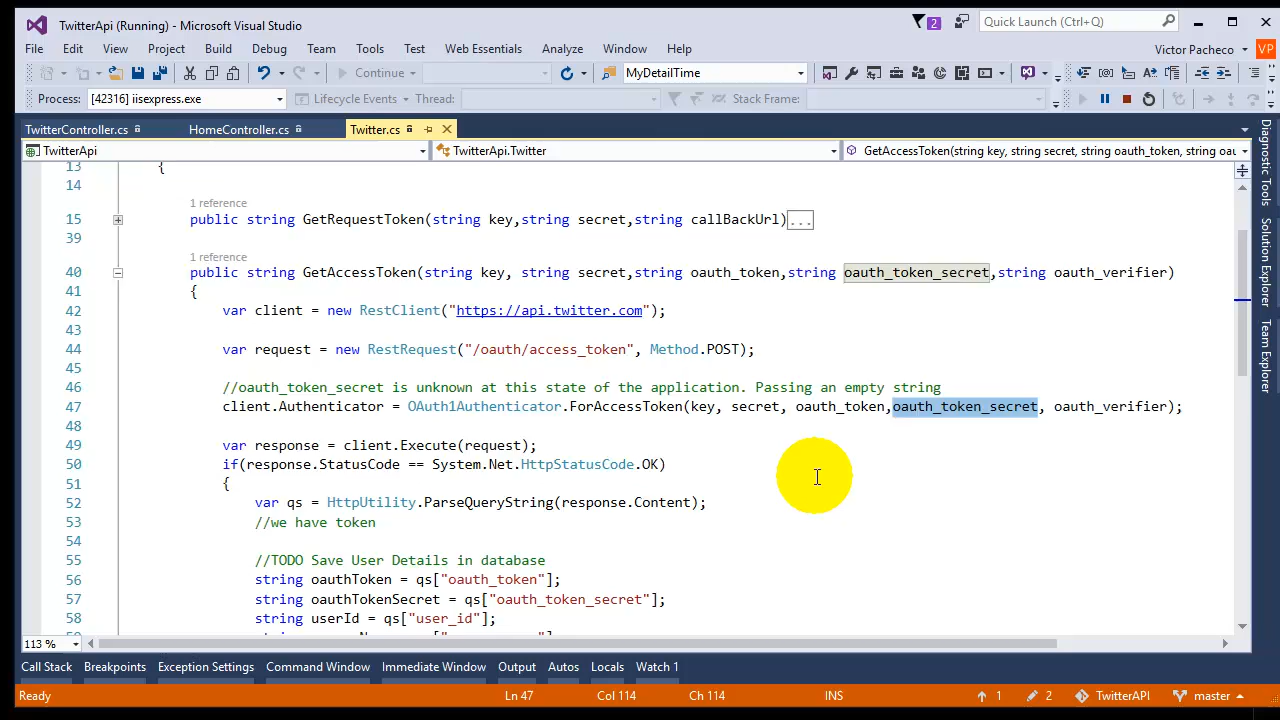 TwitterApi (Running) - Microsoft Visual Studio
2
Quick Launch (Ctrl+Q)
File Edit View Project Build Debug Team Tools Test Web Essentials Analyze Window Help
Victor Pacheco VP
Continue MyDetailTime
Process: [42316] iisexpress.exe Lifecycle Events Thread: Stack Frame:
TwitterController.cs HomeController.cs Twitter.cs
TwitterApi TwitterApi.Twitter GetAccessToken(string key, string secret, string oauth_token, string oau
13 {
14
1 reference
15 public string GetRequestToken(string key,string secret,string callBackUrl)...
39
1 reference
40 public string GetAccessToken(string key, string secret,string oauth_token,string oauth_token_secret,string oauth_verifier)
41 {
42 var client = new RestClient("https://api.twitter.com");
43
44 var request = new RestRequest("/oauth/access_token", Method.POST);
45
46 //oauth_token_secret is unknown at this state of the application. Passing an empty string
47 client.Authenticator = OAuth1Authenticator.ForAccessToken(key, secret, oauth_token,oauth_token_secret, oauth_verifier);
48
49 var response = client.Execute(request);
50 if(response.StatusCode == System.Net.HttpStatusCode.OK)
51 {
52 var qs = HttpUtility.ParseQueryString(response.Content);
53 //we have token
54
55 //TODO Save User Details in database
56 string oauthToken = qs["oauth_token"];
57 string oauthTokenSecret = qs["oauth_token_secret"];
58 string userId = qs["user_id"];
Diagnostic Tools
Solution Explorer
Team Explorer
113 %
Call Stack Breakpoints Exception Settings Command Window Immediate Window Output Autos Locals Watch 1
Ready Ln 47 Col 114 Ch 114 INS 1 2 TwitterAPI master